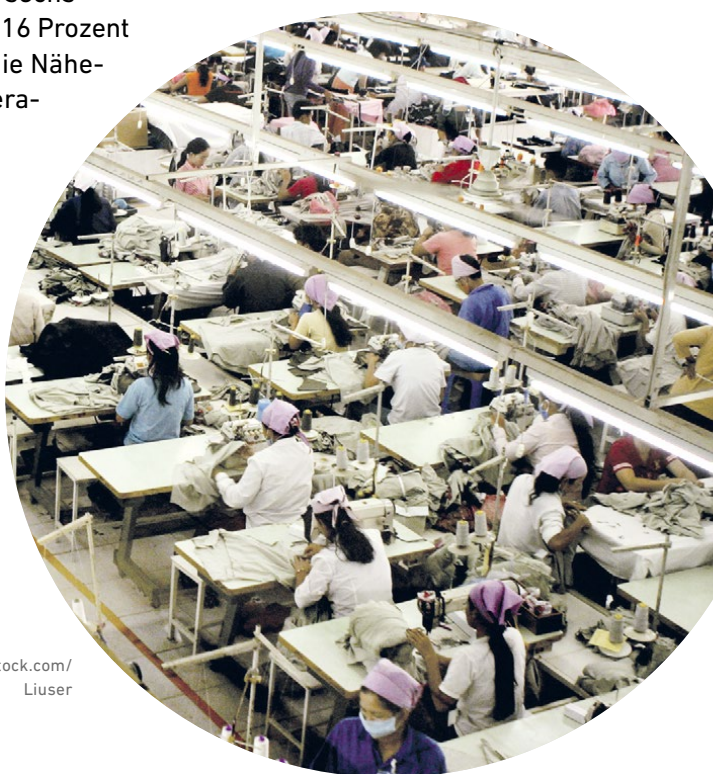 16 Prozent
ie Nähe-
era-
tock.com/
Liuser